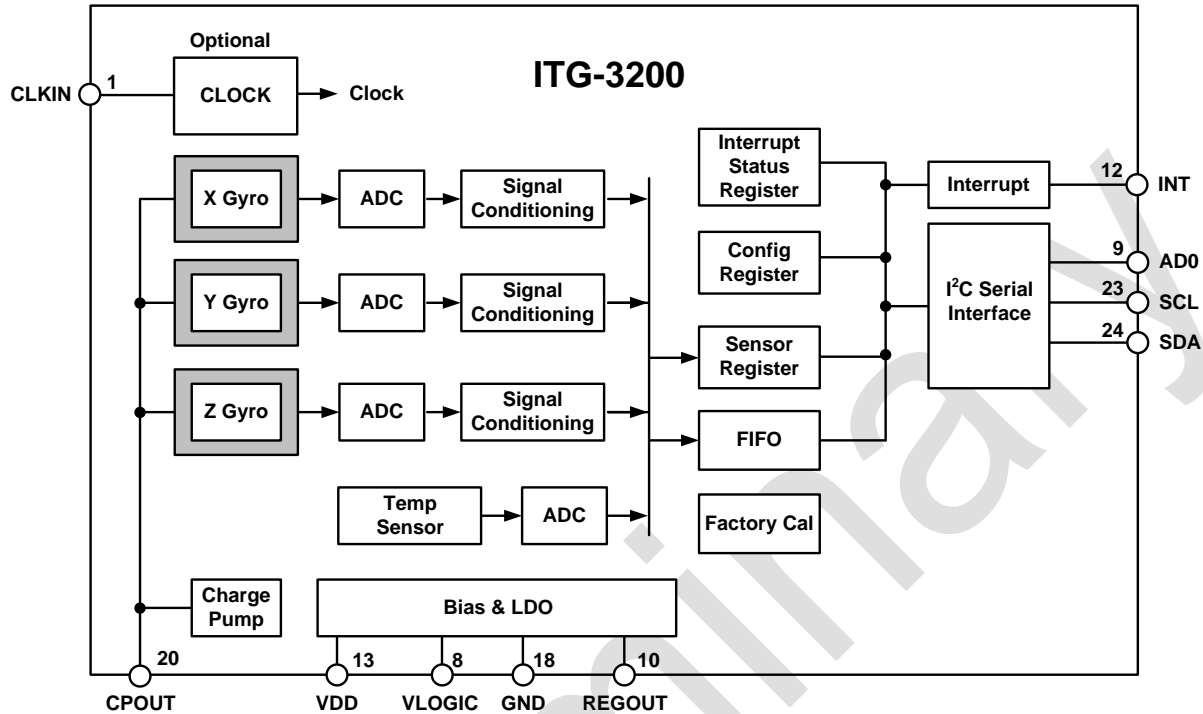 Optional
ITG-3200
CLKIN
1
CLOCK
Clock
Interrupt
Status
Register
12
Interrupt
INT
X Gyro
ADC
Signal
Conditioning
Config
Register
9
AD0
I²C Serial
Interface
23
SCL
24
SDA
Y Gyro
ADC
Signal
Conditioning
Sensor
Register
Z Gyro
ADC
Signal
Conditioning
FIFO
Temp
Sensor
ADC
Factory Cal
Charge
Pump
Bias & LDO
20
13
8
18
10
CPOUT
VDD
VLOGIC
GND
REGOUT
minary